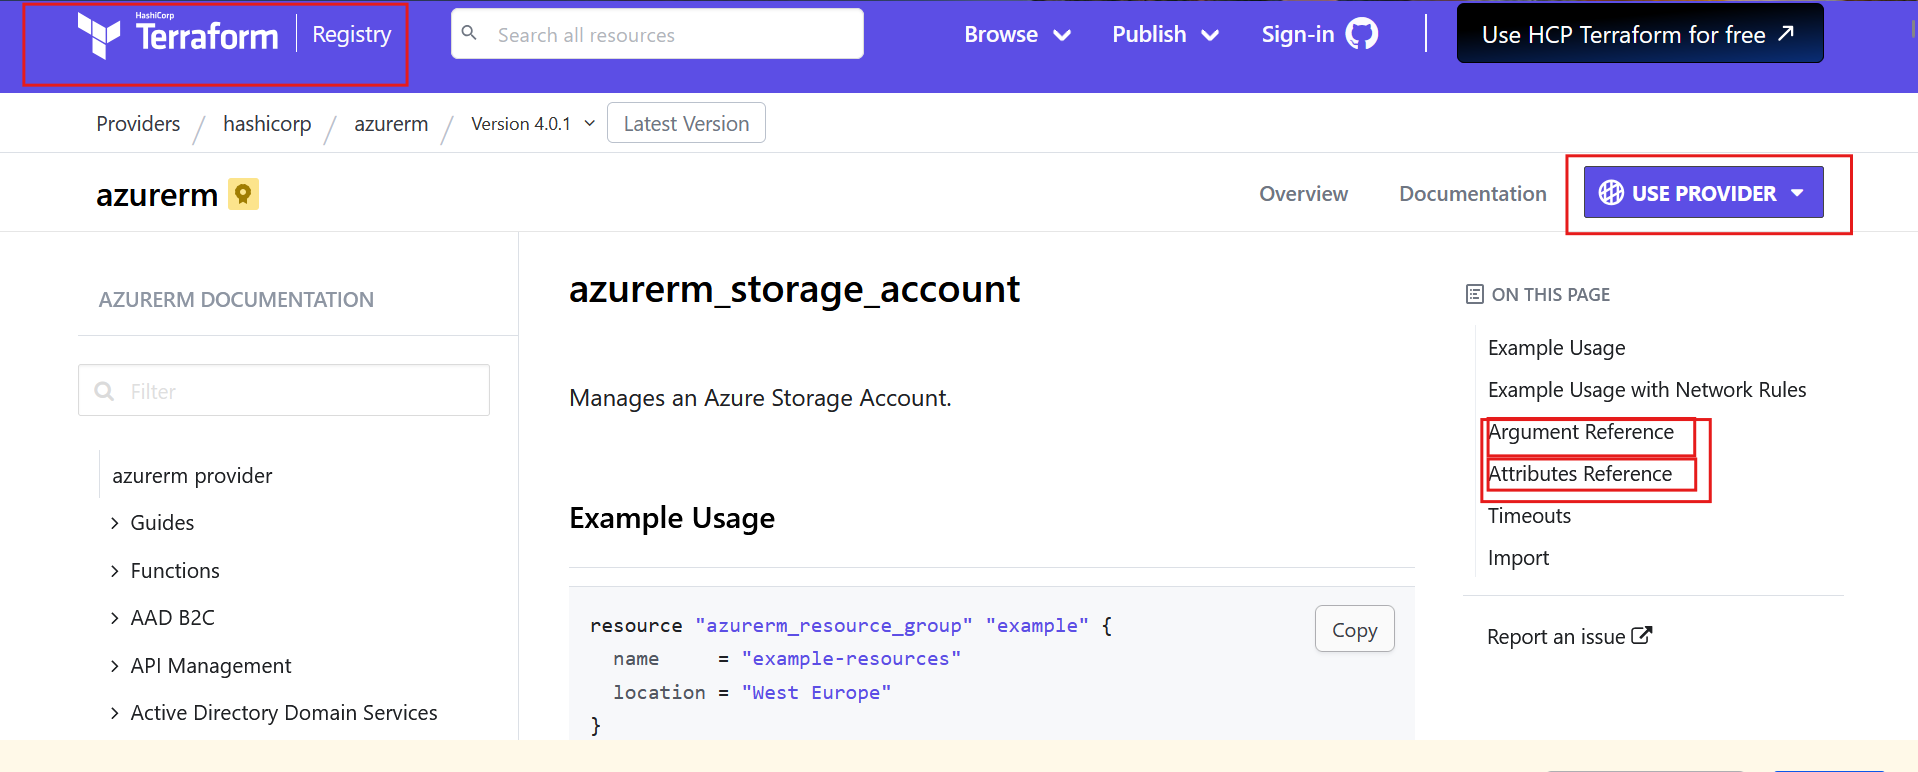 HashiCorp
Terraform Registry
Search all resources
Browse Publish Sign-in
Use HCP Terraform for free
Providers / hashicorp / azurerm / Version 4.0.1 Latest Version
azurerm
Overview Documentation USE PROVIDER
AZURERM DOCUMENTATION
Filter
azurerm provider
Guides
Functions
AAD B2C
API Management
Active Directory Domain Services
azurerm_storage_account
Manages an Azure Storage Account.
Example Usage
Copy
resource "azurerm_resource_group" "example" {
  name     = "example-resources"
  location = "West Europe"
}
ON THIS PAGE
Example Usage
Example Usage with Network Rules
Argument Reference
Attributes Reference
Timeouts
Import
Report an issue